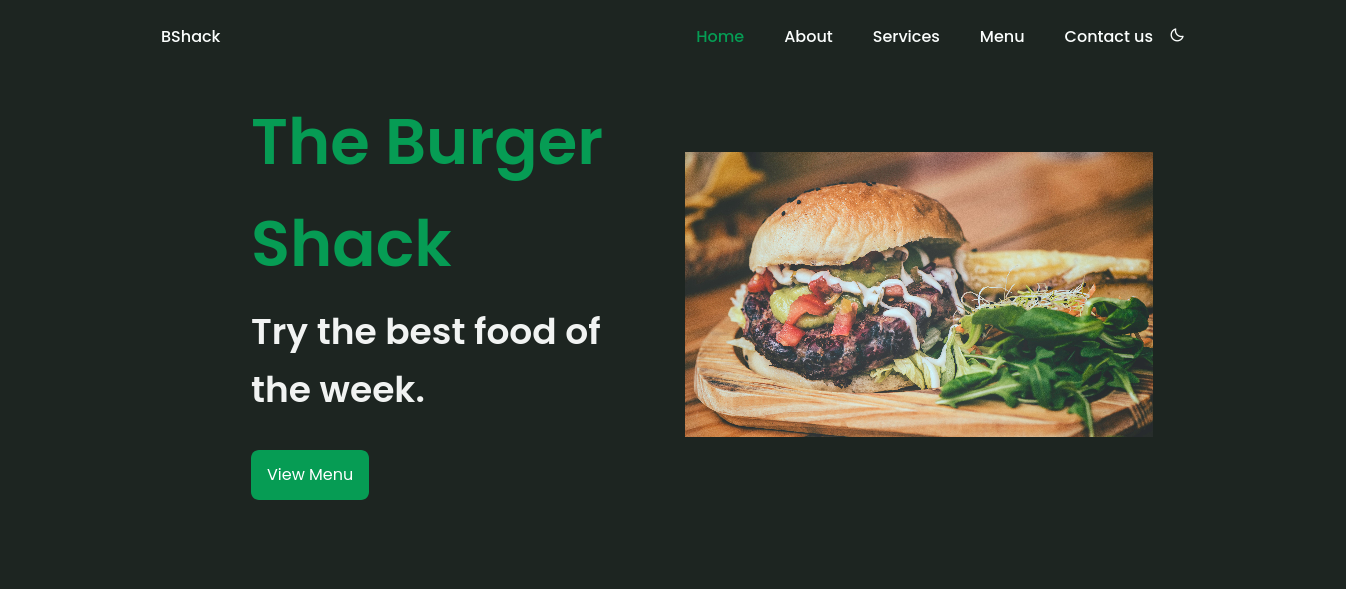 BShack
Home About Services Menu Contact us
The Burger
Shack
Try the best food of
the week.
View Menu